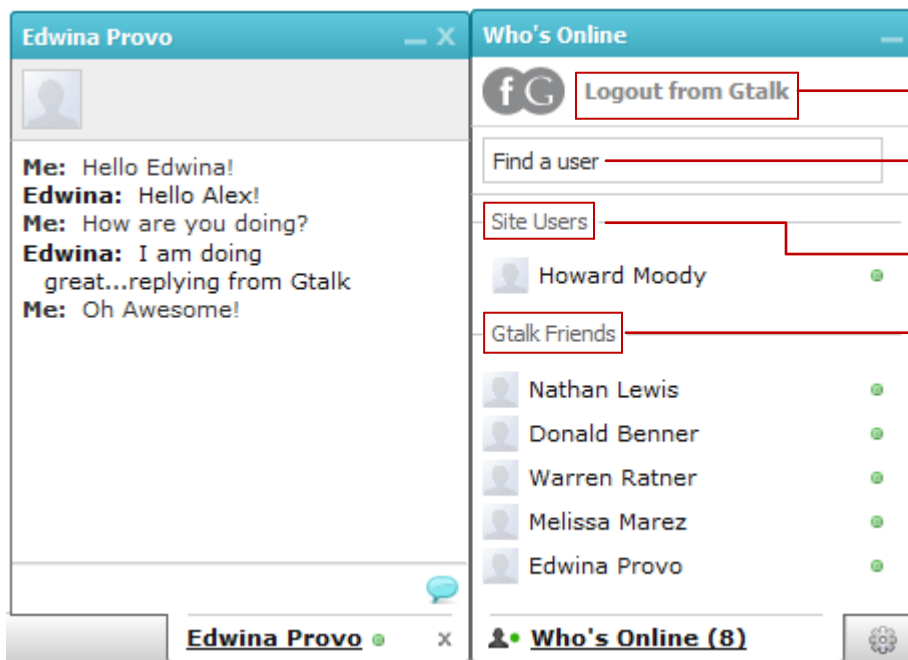 Edwina Provo
Me: Hello Edwina!
Edwina: Hello Alex!
Me: How are you doing?
Edwina: I am doing
great...replying from Gtalk
Me: Oh Awesome!
Edwina Provo
x
Who's Online
f G
Logout from Gtalk
Find a user
Site Users
Howard Moody
Gtalk Friends
Nathan Lewis
Donald Benner
Warren Ratner
Melissa Marez
Edwina Provo
Who's Online (8)